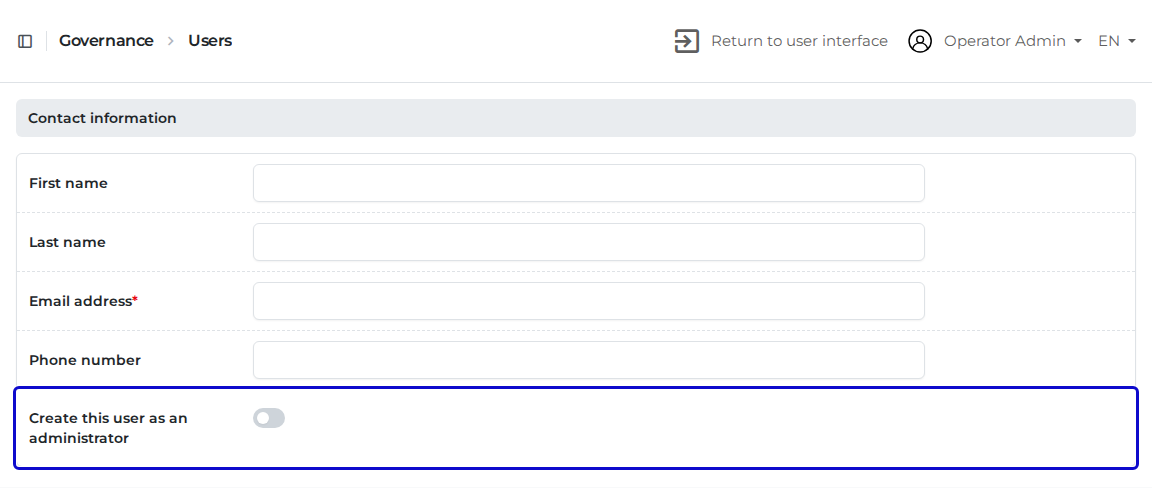 Governance > Users
Return to user interface
Operator Admin
EN
Contact information
First name
Last name
Email address*
Phone number
Create this user as an
administrator